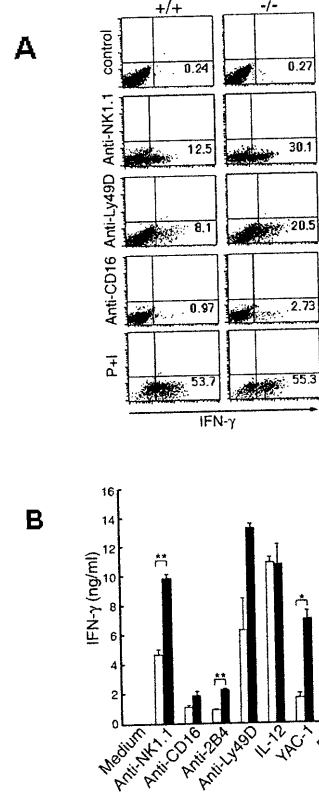 A
+/+ -/-
control 0.24 0.27
Anti-NK1.1 12.5 30.1
Anti-Ly49D 8.1 20.5
Anti-CD16 0.97 2.73
P+I 53.7 55.3
IFN-γ
B
IFN-γ (ng/ml)
16
14
12
10
8
6
4
2
0
** ** *
Medium Anti-NK1.1 Anti-CD16 Anti-2B4 Anti-Ly49D IL-12 YAC-1